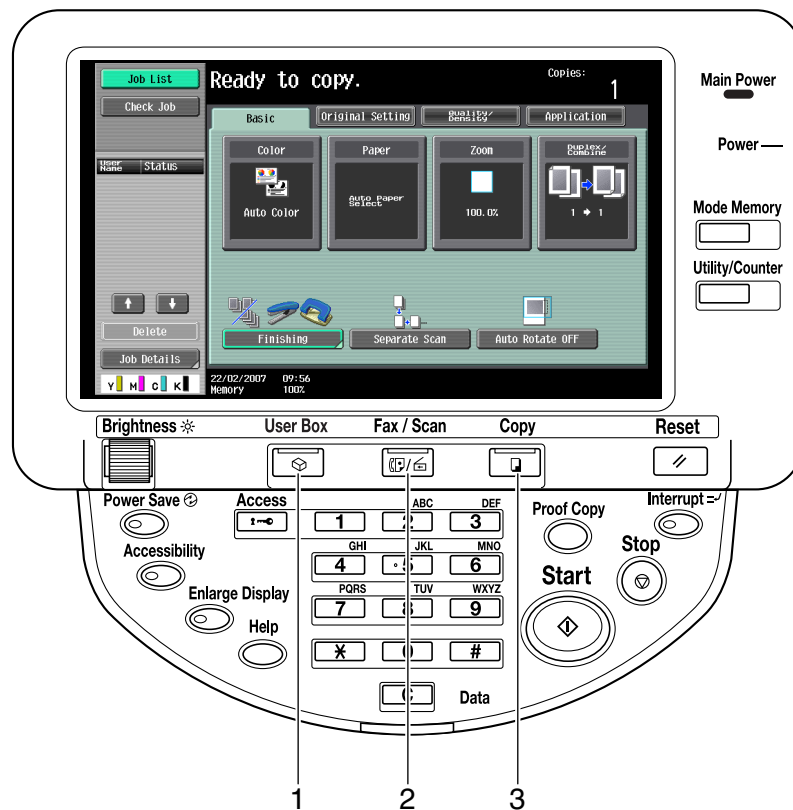 Job List
Ready to copy.
Copies:
1
Check Job
Basic
Original Setting
Quality/
Density
Application
User
Name
Status
Color
Paper
Zoom
Duplex/
Combine
Auto Color
Auto Paper
Select
100.0%
1 → 1
Delete
Finishing
Separate Scan
Auto Rotate OFF
Job Details
Y M C K
22/02/2007 09:56
Memory 100%
Main Power
Power
Mode Memory
Utility/Counter
Brightness
User Box
Fax / Scan
Copy
Reset
Power Save
Access
ABC
DEF
1
2
3
Proof Copy
Interrupt
GHI
JKL
MNO
4
5
6
Accessibility
Stop
PQRS
TUV
WXYZ
7
8
9
Enlarge Display
Start
Help
0
#
C
Data
1
2
3